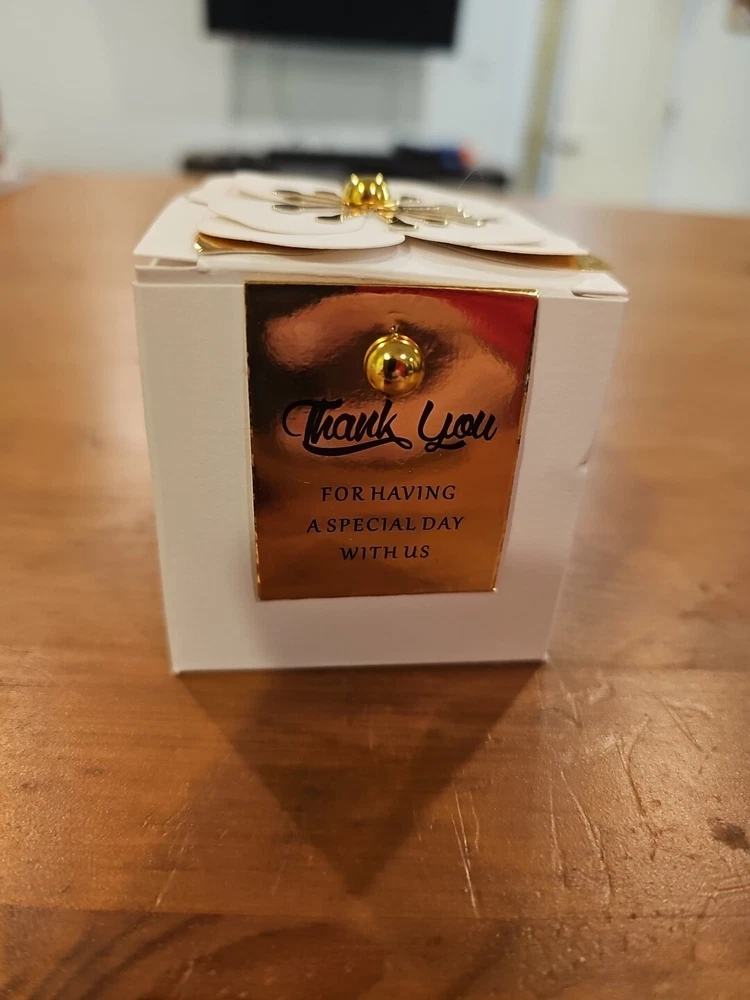 Thank You
FOR HAVING
A SPECIAL DAY
WITH US